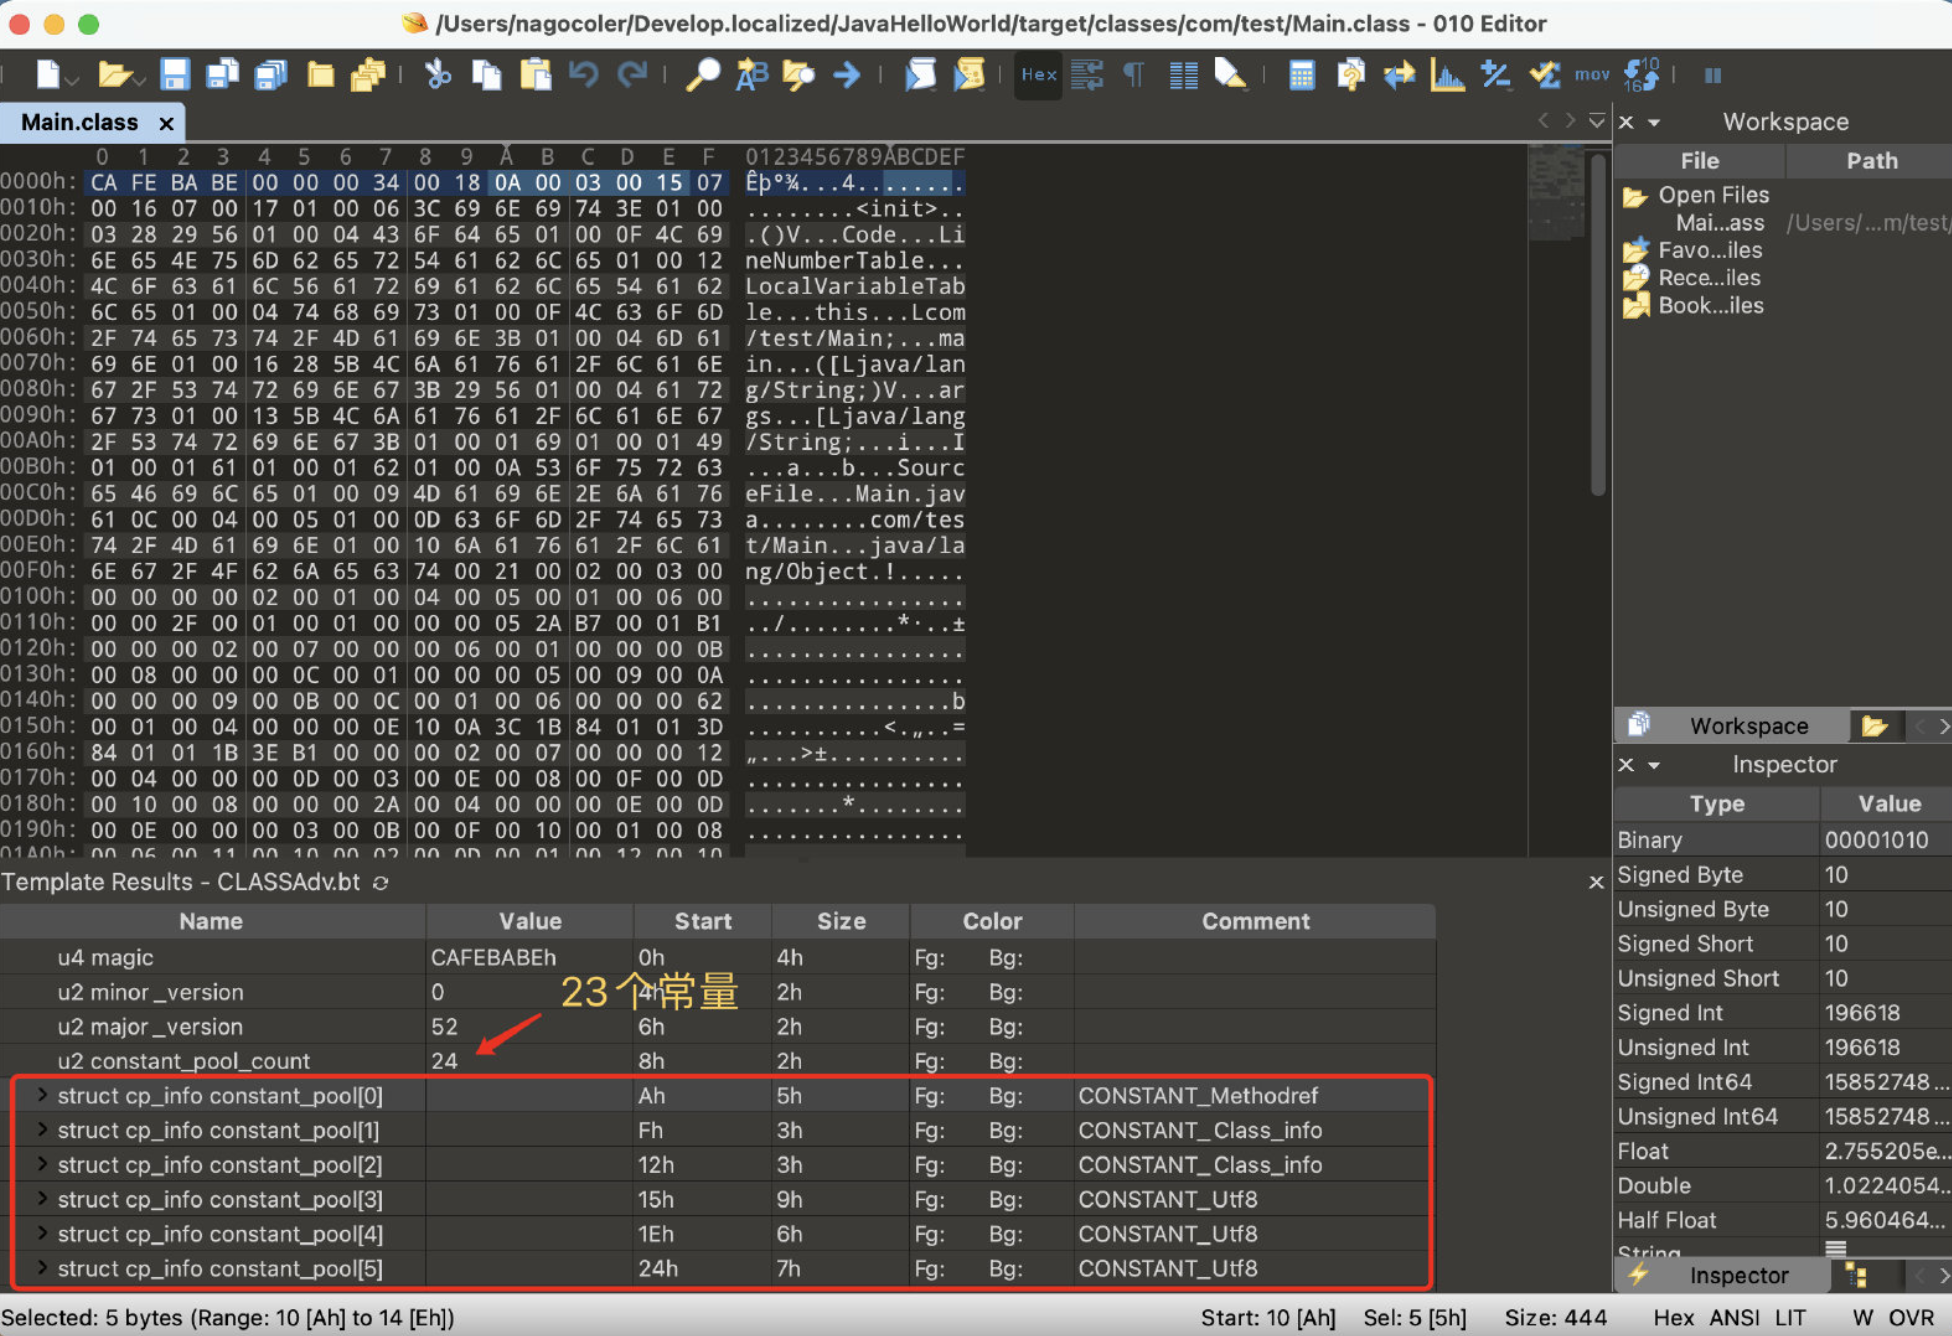 /Users/nagocoler/Develop.localized/JavaHelloWorld/target/classes/com/test/Main.class - 010 Editor
Hex
mov
Main.class
Workspace
0 1 2 3 4 5 6 7 8 9 A B C D E F 0123456789ABCDEF
0000h: CA FE BA BE 00 00 00 34 00 18 0A 00 03 00 15 07 Êþº¾...4........
0010h: 00 16 07 00 17 01 00 06 3C 69 6E 69 74 3E 01 00 ........<init>..
0020h: 03 28 29 56 01 00 04 43 6F 64 65 01 00 0F 4C 69 .()V...Code...Li
0030h: 6E 65 4E 75 6D 62 65 72 54 61 62 6C 65 01 00 12 neNumberTable...
0040h: 4C 6F 63 61 6C 56 61 72 69 61 62 6C 65 54 61 62 LocalVariableTab
0050h: 6C 65 01 00 04 74 68 69 73 01 00 0F 4C 63 6F 6D le...this...Lcom
0060h: 2F 74 65 73 74 2F 4D 61 69 6E 3B 01 00 04 6D 61 /test/Main;...ma
0070h: 69 6E 01 00 16 28 5B 4C 6A 61 76 61 2F 6C 61 6E in...([Ljava/lan
0080h: 67 2F 53 74 72 69 6E 67 3B 29 56 01 00 04 61 72 g/String;)V...ar
0090h: 67 73 01 00 13 5B 4C 6A 61 76 61 2F 6C 61 6E 67 gs...[Ljava/lang
00A0h: 2F 53 74 72 69 6E 67 3B 01 00 01 69 01 00 01 49 /String;...i...I
00B0h: 01 00 01 61 01 00 01 62 01 00 0A 53 6F 75 72 63 ...a...b...Sourc
00C0h: 65 46 69 6C 65 01 00 09 4D 61 69 6E 2E 6A 61 76 eFile...Main.jav
00D0h: 61 0C 00 04 00 05 01 00 0D 63 6F 6D 2F 74 65 73 a........com/tes
00E0h: 74 2F 4D 61 69 6E 01 00 10 6A 61 76 61 2F 6C 61 t/Main...java/la
00F0h: 6E 67 2F 4F 62 6A 65 63 74 00 21 00 02 00 03 00 ng/Object.!.....
0100h: 00 00 00 00 02 00 01 00 04 00 05 00 01 00 06 00 ................
0110h: 00 00 2F 00 01 00 01 00 00 00 05 2A B7 00 01 B1 ../........*·..±
0120h: 00 00 00 02 00 07 00 00 00 06 00 01 00 00 00 0B ................
0130h: 00 08 00 00 00 0C 00 01 00 00 00 05 00 09 00 0A ................
0140h: 00 00 00 09 00 0B 00 0C 00 01 00 06 00 00 00 62 ...............b
0150h: 00 01 00 04 00 00 00 0E 10 0A 3C 1B 84 01 01 3D ..........<.„..=
0160h: 84 01 01 1B 3E B1 00 00 00 02 00 07 00 00 00 12 „...>±..........
0170h: 00 04 00 00 00 0D 00 03 00 0E 00 08 00 0F 00 0D ................
0180h: 00 10 00 08 00 00 00 2A 00 04 00 00 00 0E 00 0D .......*........
0190h: 00 0E 00 00 00 03 00 0B 00 0F 00 10 00 01 00 08 ................
01A0h: 00 06 00 11 00 10 00 02 00 0D 00 01 00 12 00 10
File Path
Open Files
Mai...ass /Users/...m/test/
Favo...iles
Rece...iles
Book...iles
Workspace
Inspector
Type Value
Binary 00001010
Signed Byte 10
Unsigned Byte 10
Signed Short 10
Unsigned Short 10
Signed Int 196618
Unsigned Int 196618
Signed Int64 15852748...
Unsigned Int64 15852748...
Float 2.755205e...
Double 1.0224054...
Half Float 5.960464...
String
Inspector
Template Results - CLASSAdv.bt
Name Value Start Size Color Comment
u4 magic CAFEBABEh 0h 4h Fg: Bg:
23个常量
u2 minor_version 0 4h 2h Fg: Bg:
u2 major_version 52 6h 2h Fg: Bg:
u2 constant_pool_count 24 8h 2h Fg: Bg:
struct cp_info constant_pool[0] Ah 5h Fg: Bg: CONSTANT_Methodref
struct cp_info constant_pool[1] Fh 3h Fg: Bg: CONSTANT_Class_info
struct cp_info constant_pool[2] 12h 3h Fg: Bg: CONSTANT_Class_info
struct cp_info constant_pool[3] 15h 9h Fg: Bg: CONSTANT_Utf8
struct cp_info constant_pool[4] 1Eh 6h Fg: Bg: CONSTANT_Utf8
struct cp_info constant_pool[5] 24h 7h Fg: Bg: CONSTANT_Utf8
Selected: 5 bytes (Range: 10 [Ah] to 14 [Eh]) Start: 10 [Ah] Sel: 5 [5h] Size: 444 Hex ANSI LIT W OVR